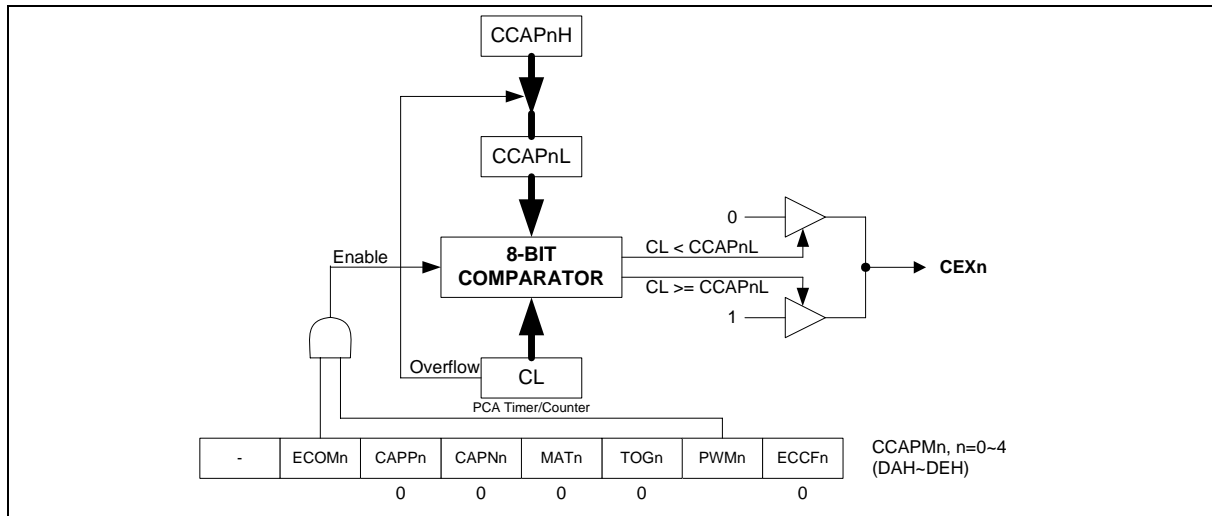 CCAPnH
CCAPnL
0
CL < CCAPnL
Enable
8-BIT
COMPARATOR
CEXn
CL >= CCAPnL
1
Overflow
CL
PCA Timer/Counter
- ECOMn CAPPn CAPNn MATn TOGn PWMn ECCFn
CCAPMn, n=0~4
(DAH~DEH)
0 0 0 0 0